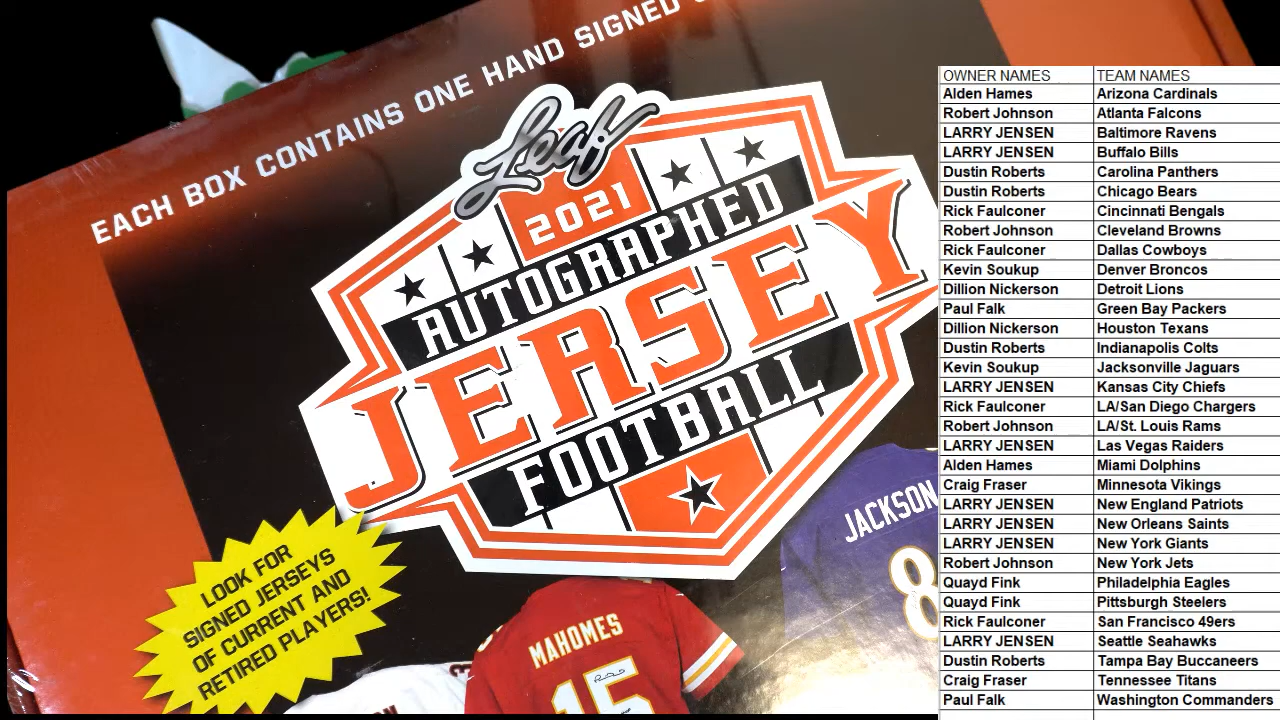 EACH BOX CONTAINS ONE HAND SIGNED
Leaf
2021
AUTOGRAPHED
JERSEY
FOOTBALL
LOOK FOR
SIGNED JERSEYS
OF CURRENT AND
RETIRED PLAYERS!
MAHOMES
15
JACKSON
8
OWNER NAMES TEAM NAMES
Alden Hames Arizona Cardinals
Robert Johnson Atlanta Falcons
LARRY JENSEN Baltimore Ravens
LARRY JENSEN Buffalo Bills
Dustin Roberts Carolina Panthers
Dustin Roberts Chicago Bears
Rick Faulconer Cincinnati Bengals
Robert Johnson Cleveland Browns
Rick Faulconer Dallas Cowboys
Kevin Soukup Denver Broncos
Dillion Nickerson Detroit Lions
Paul Falk Green Bay Packers
Dillion Nickerson Houston Texans
Dustin Roberts Indianapolis Colts
Kevin Soukup Jacksonville Jaguars
LARRY JENSEN Kansas City Chiefs
Rick Faulconer LA/San Diego Chargers
Robert Johnson LA/St. Louis Rams
LARRY JENSEN Las Vegas Raiders
Alden Hames Miami Dolphins
Craig Fraser Minnesota Vikings
LARRY JENSEN New England Patriots
LARRY JENSEN New Orleans Saints
LARRY JENSEN New York Giants
Robert Johnson New York Jets
Quayd Fink Philadelphia Eagles
Quayd Fink Pittsburgh Steelers
Rick Faulconer San Francisco 49ers
LARRY JENSEN Seattle Seahawks
Dustin Roberts Tampa Bay Buccaneers
Craig Fraser Tennessee Titans
Paul Falk Washington Commanders